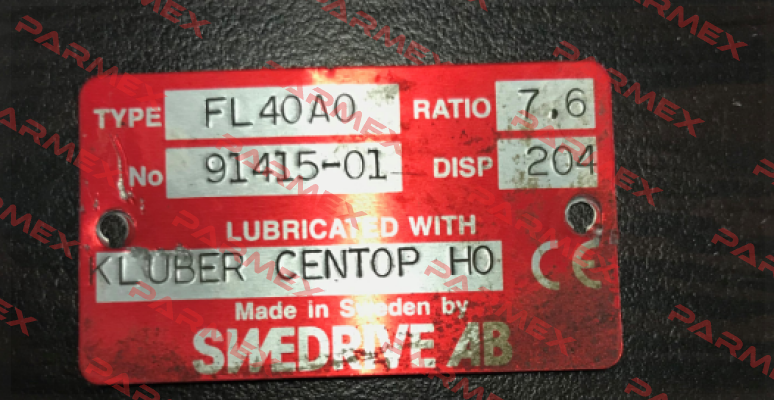 TYPE FL40A0 RATIO 7,6
No 91415-01 DISP 204
LUBRICATED WITH
KLUBER CENTOP HO
CE
Made in Sweden by
SWEDRIVE AB
PARMEX